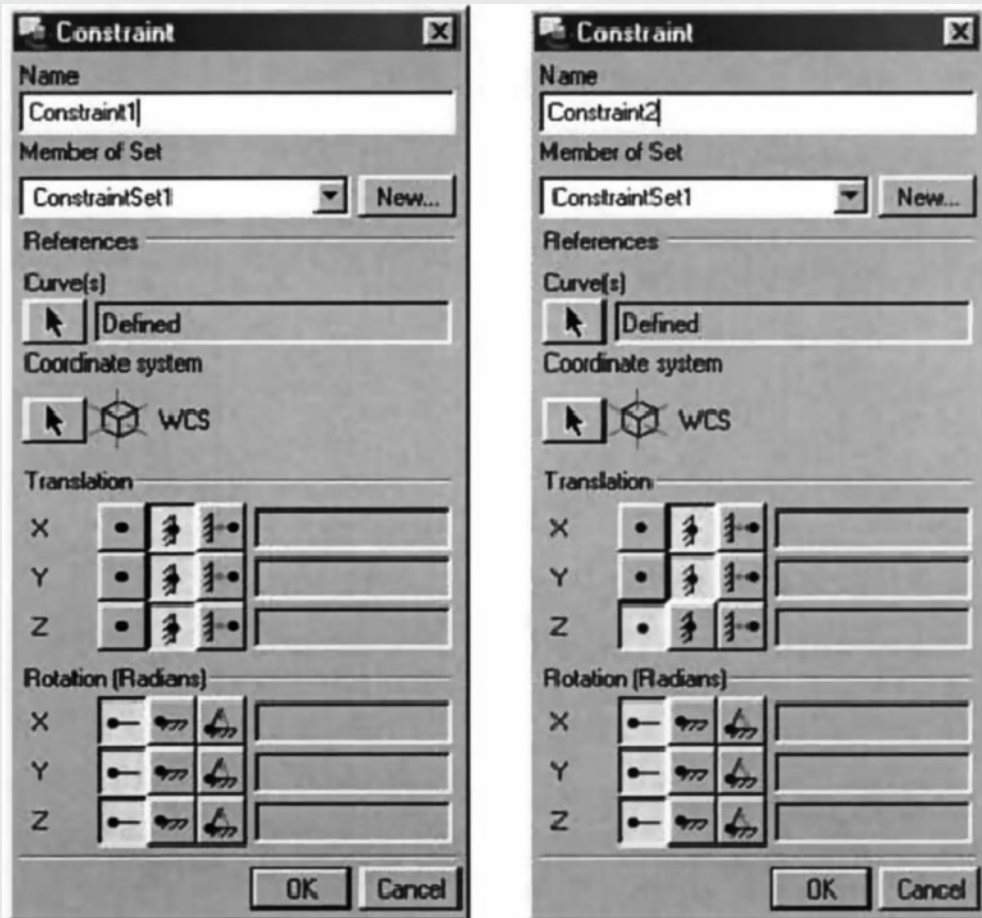 Constraint
Name
Constraint1
Member of Set
ConstraintSet1
New...
References
Curve(s)
Defined
Coordinate system
WCS
Translation
X
Y
Z
Rotation (Radians)
X
Y
Z
OK
Cancel
Constraint
Name
Constraint2
Member of Set
ConstraintSet1
New...
References
Curve(s)
Defined
Coordinate system
WCS
Translation
X
Y
Z
Rotation (Radians)
X
Y
Z
OK
Cancel